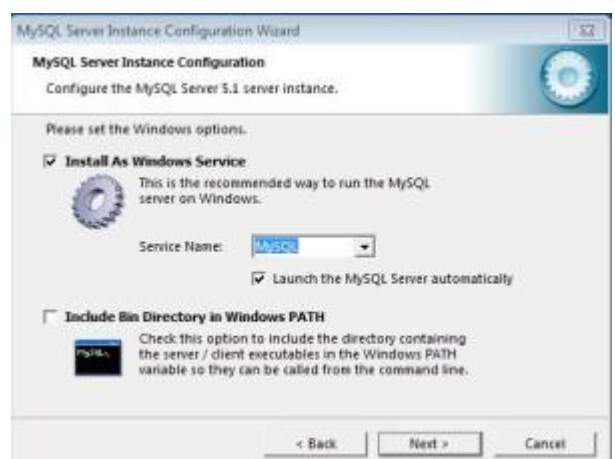 MySQL Server Instance Configuration Wizard
MySQL Server Instance Configuration
Configure the MySQL Server 5.1 server instance.
Please set the Windows options.
Install As Windows Service
This is the recommended way to run the MySQL
server on Windows.
Service Name: MySQL
Launch the MySQL Server automatically
Include Bin Directory in Windows PATH
Check this option to include the directory containing
the server / client executables in the Windows PATH
variable so they can be called from the command line.
< Back Next > Cancel